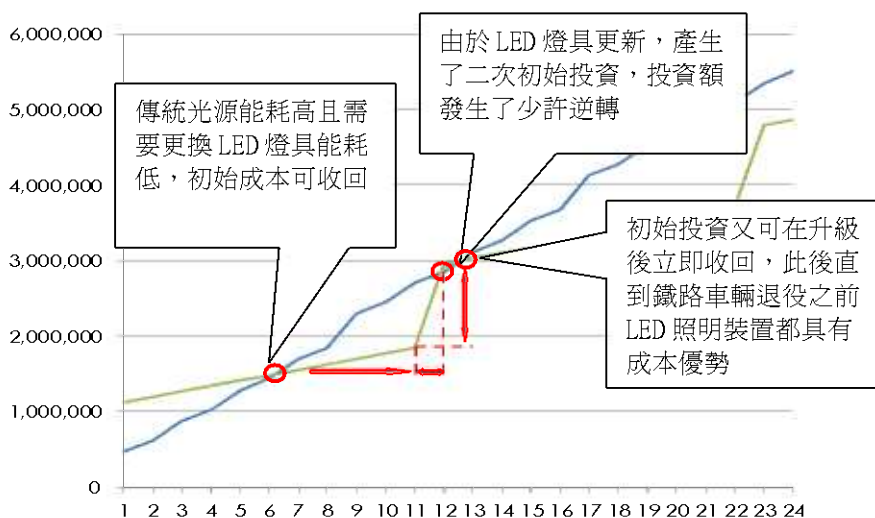 6,000,000
5,000,000
4,000,000
3,000,000
2,000,000
1,000,000
0
1 2 3 4 5 6 7 8 9 10 11 12 13 14 15 16 17 18 19 20 21 22 23 24
傳統光源能耗高且需
要更換 LED 燈具能耗
低，初始成本可收回
由於 LED 燈具更新，產生
了二次初始投資，投資額
發生了少許逆轉
初始投資又可在升級
後立即收回，此後直
到鐵路車輛退役之前
LED 照明裝置都具有
成本優勢